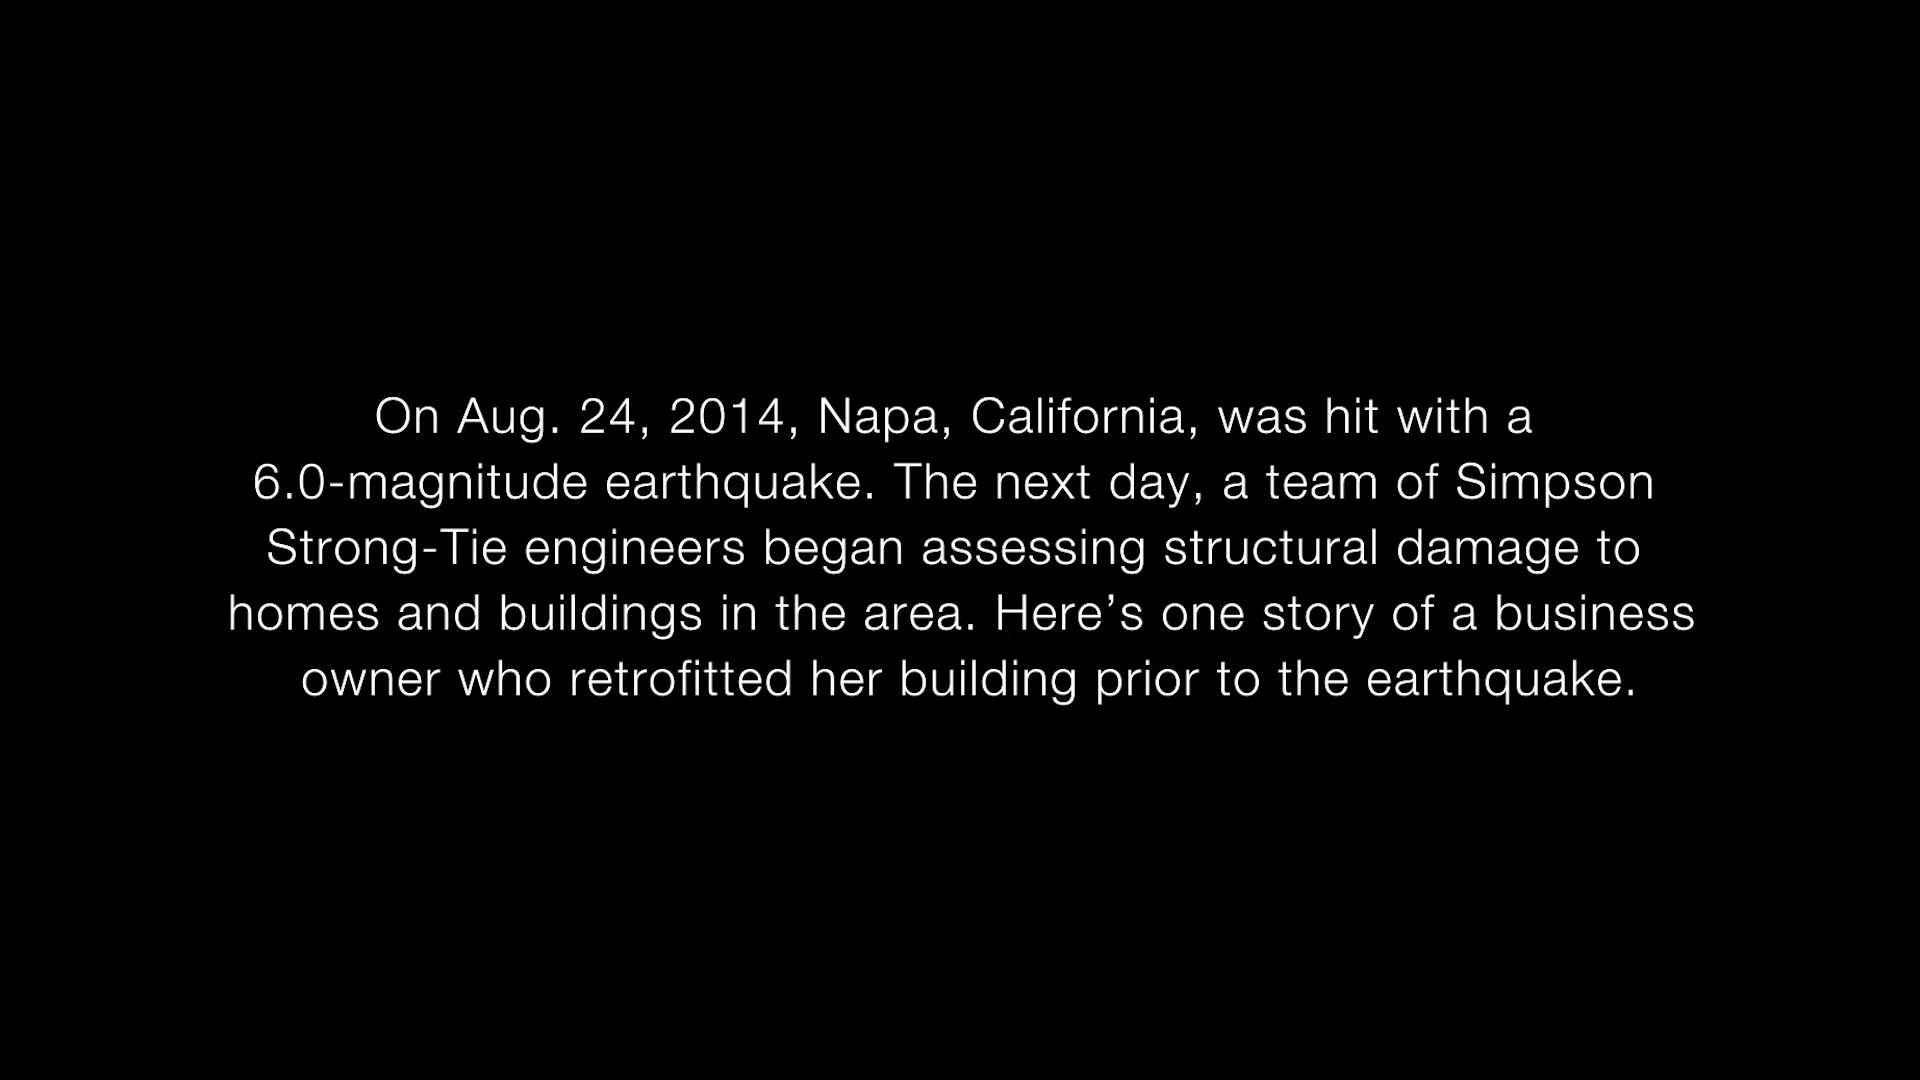 On Aug. 24, 2014, Napa, California, was hit with a
6.0-magnitude earthquake. The next day, a team of Simpson
Strong-Tie engineers began assessing structural damage to
homes and buildings in the area. Here’s one story of a business
owner who retrofitted her building prior to the earthquake.